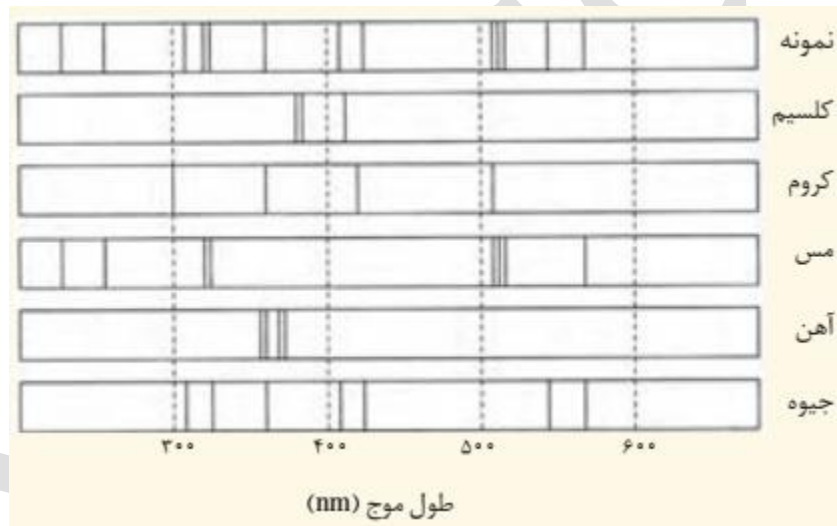 نمونه
کلسیم
کروم
مس
آهن
جیوه
۳۰۰ ۴۰۰ ۵۰۰ ۶۰۰
طول موج (nm)